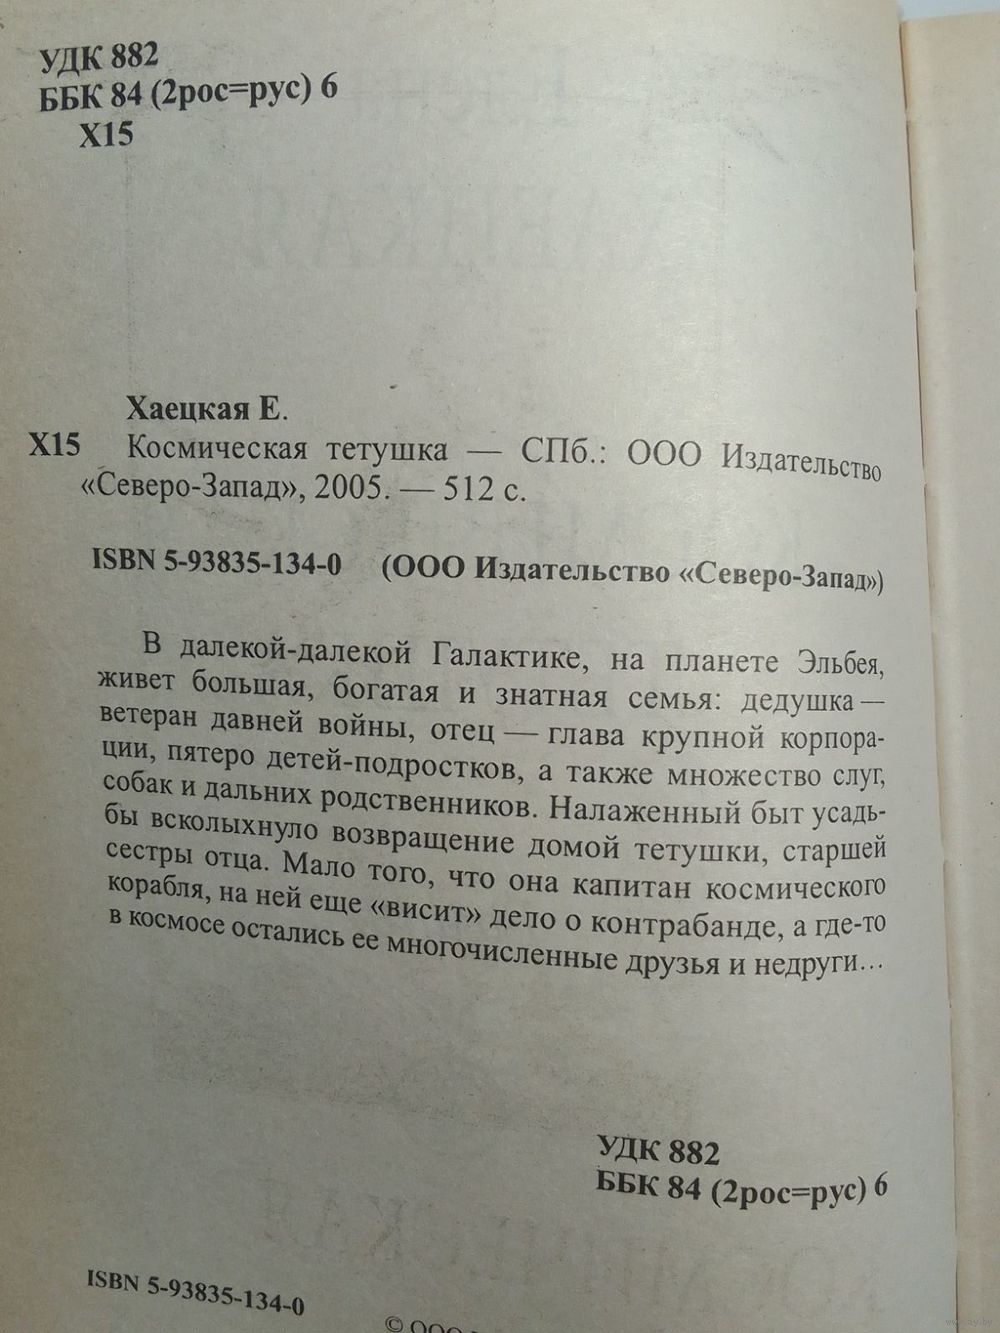 УДК 882
ББК 84 (2рос=рус) 6
Х15
Хаецкая Е.
Х15 Космическая тетушка — СПб.: ООО Издательство
«Северо-Запад», 2005. — 512 с.
ISBN 5-93835-134-0 (ООО Издательство «Северо-Запад»)
В далекой-далекой Галактике, на планете Эльбея,
живет большая, богатая и знатная семья: дедушка —
ветеран давней войны, отец — глава крупной корпора-
ции, пятеро детей-подростков, а также множество слуг,
собак и дальних родственников. Налаженный быт усадь-
бы всколыхнуло возвращение домой тетушки, старшей
сестры отца. Мало того, что она капитан космического
корабля, на ней еще «висит» дело о контрабанде, а где-то
в космосе остались ее многочисленные друзья и недруги...
УДК 882
ББК 84 (2рос=рус) 6
ISBN 5-93835-134-0
© ООО